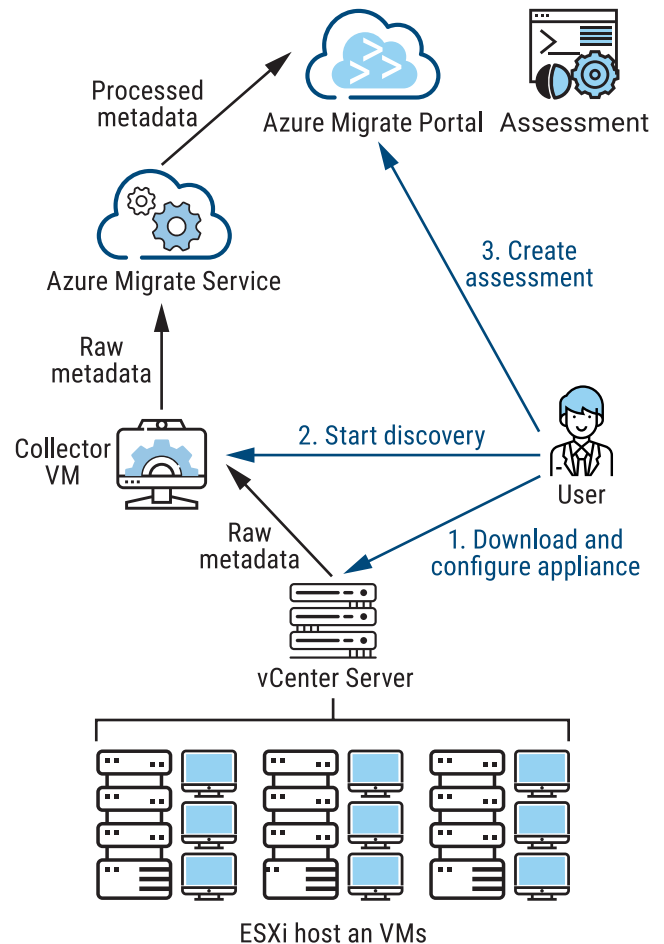 Processed
metadata
Azure Migrate Portal
Assessment
3. Create
assessment
Azure Migrate Service
Raw
metadata
Collector
VM
2. Start discovery
User
Raw
metadata
1. Download and
configure appliance
vCenter Server
ESXi host an VMs